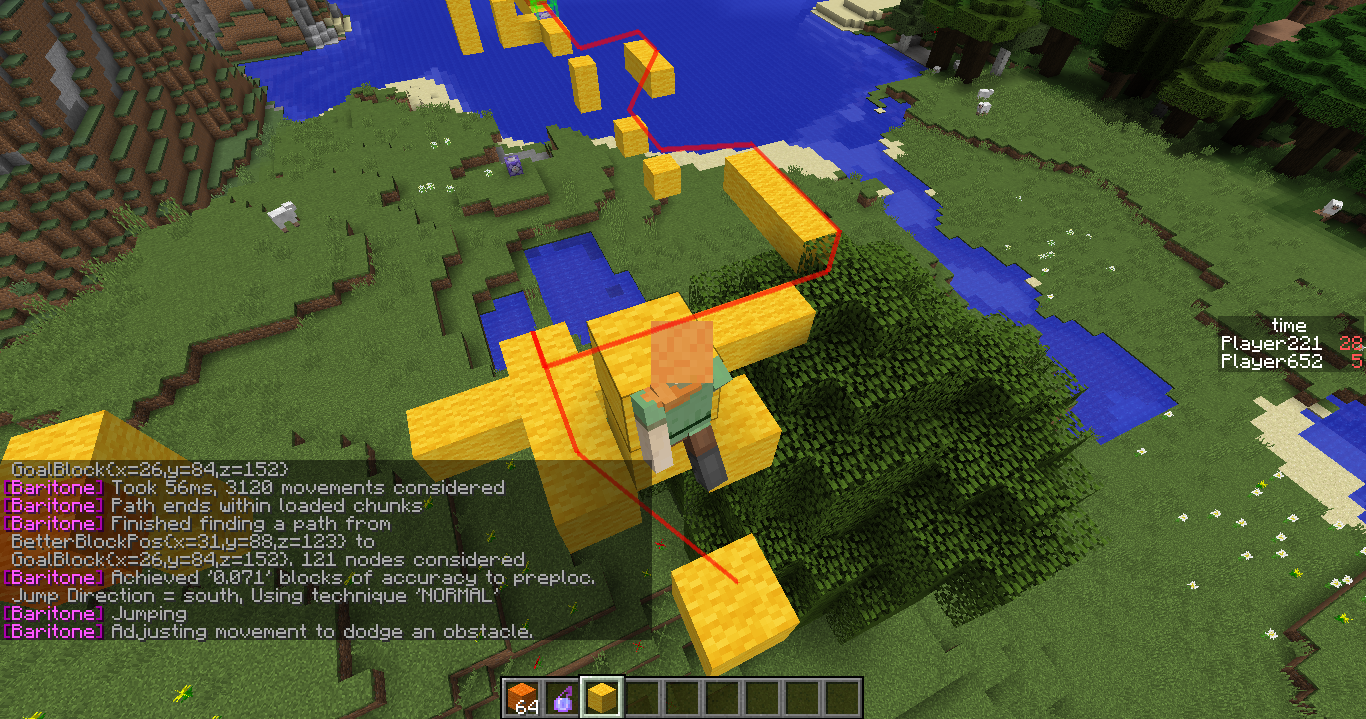 time
Player221 28
Player652 5
GoalBlock{x=26,y=84,z=152}
[Baritone] Took 56ms, 3120 movements considered
[Baritone] Path ends within loaded chunks
[Baritone] Finished finding a path from
BetterBlockPos{x=31,y=88,z=123} to
GoalBlock{x=26,y=84,z=152}. 121 nodes considered
[Baritone] Achieved '0,071' blocks of accuracy to preploc.
Jump Direction = south, Using technique 'NORMAL'
[Baritone] Jumping
[Baritone] Adjusting movement to dodge an obstacle.
64